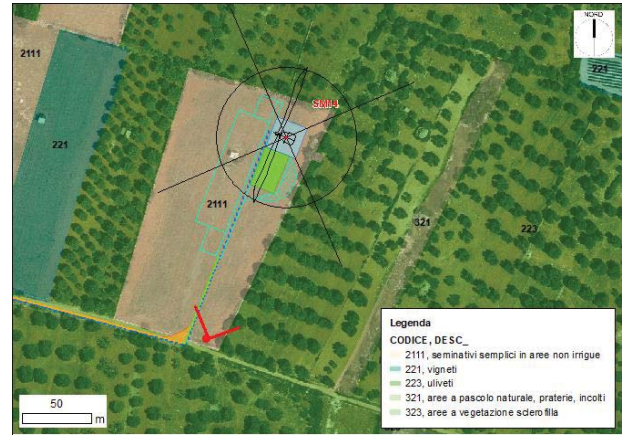 NORD
2111
221
SNI4
221
2111
321
223
50
m
Legenda
CODICE, DESC_
2111, seminativi semplici in aree non irrigue
221, vigneti
223, uliveti
321, aree a pascolo naturale, praterie, incolti
323, aree a vegetazione sclerofilla